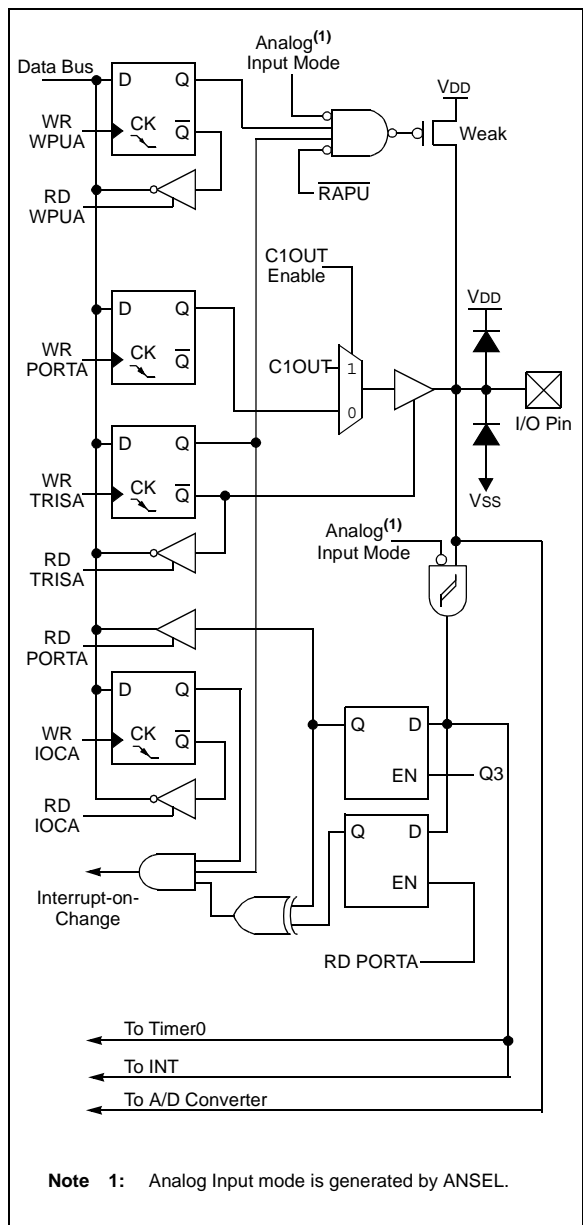 Analog(1)
Input Mode
Data Bus
D Q
VDD
WR
WPUA
CK Q
Weak
RD
WPUA
RAPU
C1OUT
Enable
D Q
VDD
WR
PORTA
CK Q
C1OUT
1
0
I/O Pin
D Q
WR
TRISA
CK Q
VSS
Analog(1)
Input Mode
RD
TRISA
RD
PORTA
D Q
Q D
WR
IOCA
CK Q
EN
Q3
RD
IOCA
Q D
EN
Interrupt-on-
Change
RD PORTA
To Timer0
To INT
To A/D Converter
Note 1: Analog Input mode is generated by ANSEL.